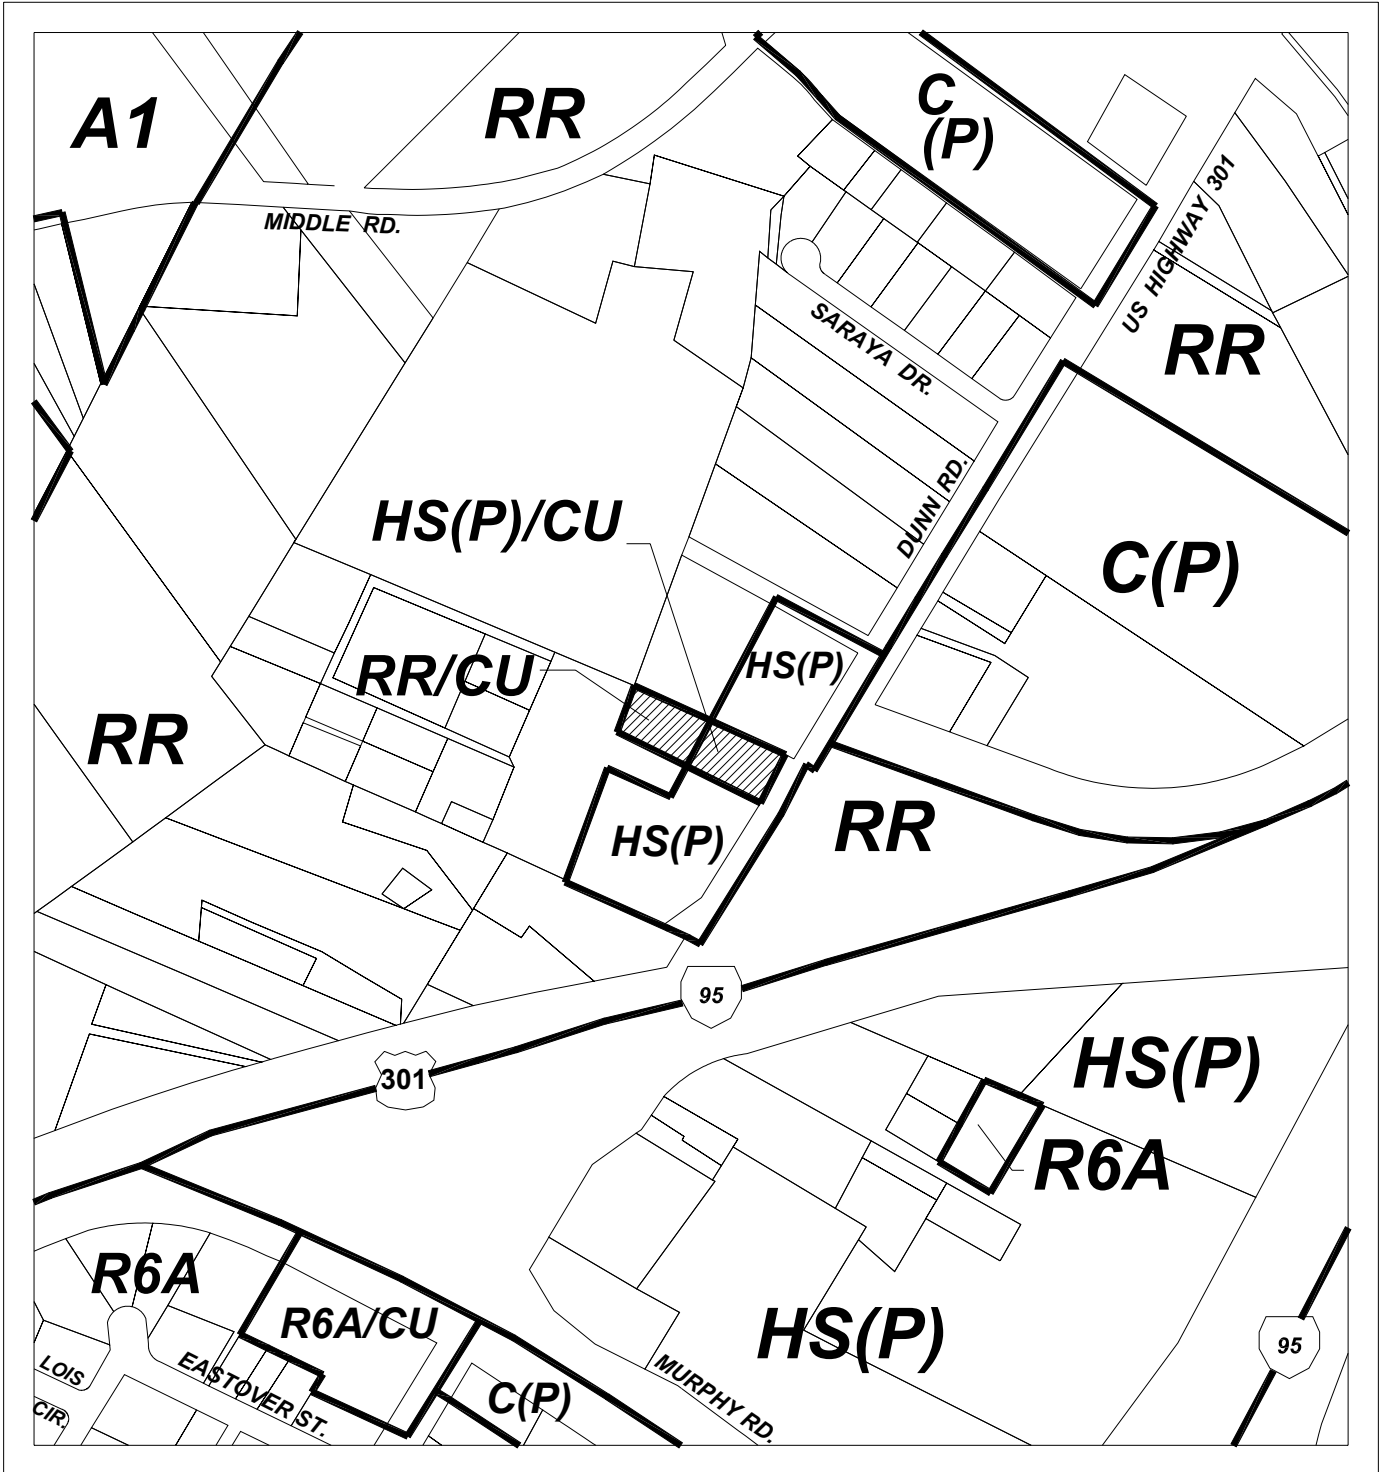 A1
RR
C
(P)
MIDDLE RD.
US HIGHWAY 301
SARAYA DR.
RR
DUNN RD.
HS(P)/CU
C(P)
RR/CU
HS(P)
RR
HS(P)
RR
95
301
HS(P)
R6A
R6A
R6A/CU
HS(P)
95
LOIS
CIR.
EASTOVER ST.
C(P)
MURPHY RD.